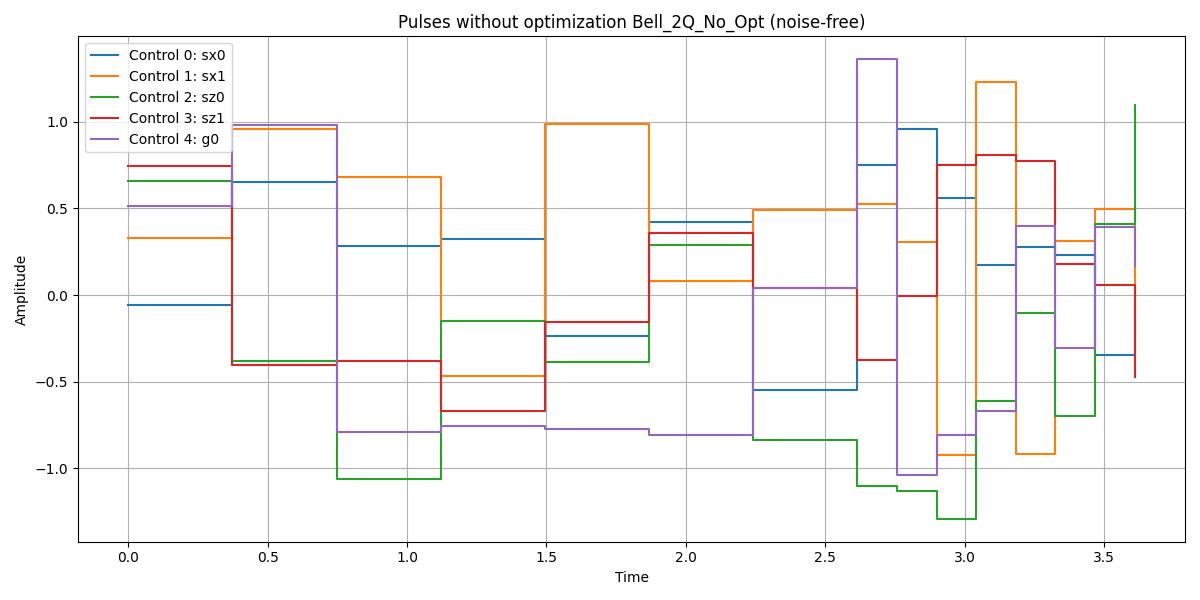 Pulses without optimization Bell_2Q_No_Opt (noise-free)
Control 0: sx0
Control 1: sx1
Control 2: sz0
Control 3: sz1
Control 4: g0
Amplitude
1.0
0.5
0.0
−0.5
−1.0
0.0 0.5 1.0 1.5 2.0 2.5 3.0 3.5
Time